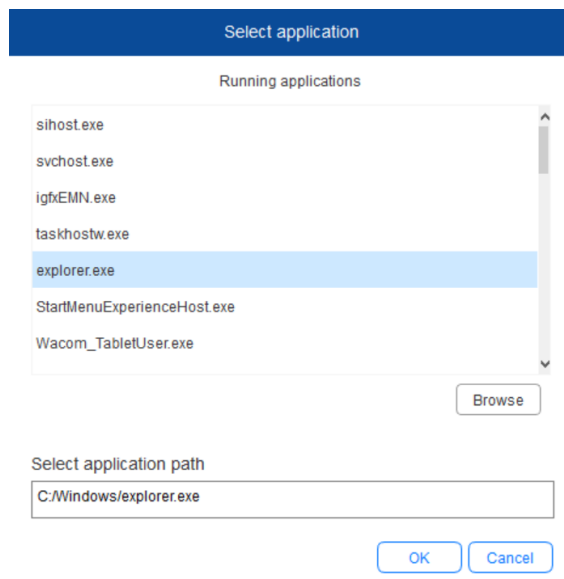 Select application
Running applications
sihost.exe
svchost.exe
igfxEMN.exe
taskhostw.exe
explorer.exe
StartMenuExperienceHost.exe
Wacom_TabletUser.exe
Browse
Select application path
C:/Windows/explorer.exe
OK Cancel